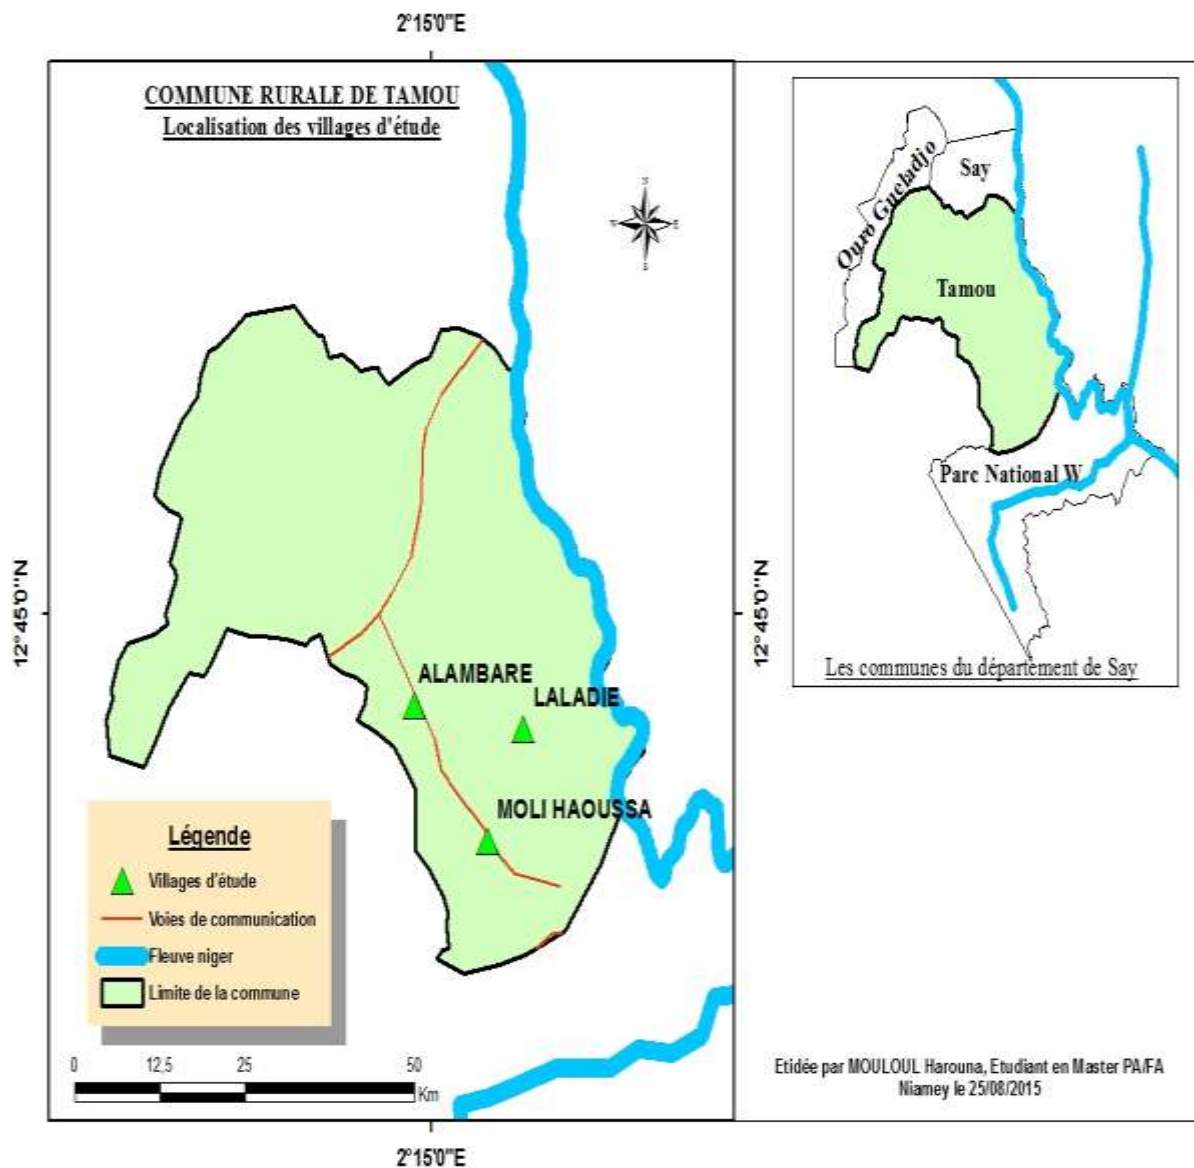 2°15'0"E
COMMUNE RURALE DE TAMOU
Localisation des villages d'étude
N
W
E
S
12°45'0"N
12°45'0"N
ALAMBARE
LALADIE
MOLI HAOUSSA
Légende
Villages d'étude
Voies de communication
Fleuve niger
Limite de la commune
0 12,5 25 50
Km
2°15'0"E
Ouro Gueladjo
Say
Tamou
Parc National W
Les communes du département de Say
Etidée par MOULOUL Harouna, Etudiant en Master PA/FA
Niamey le 25/08/2015